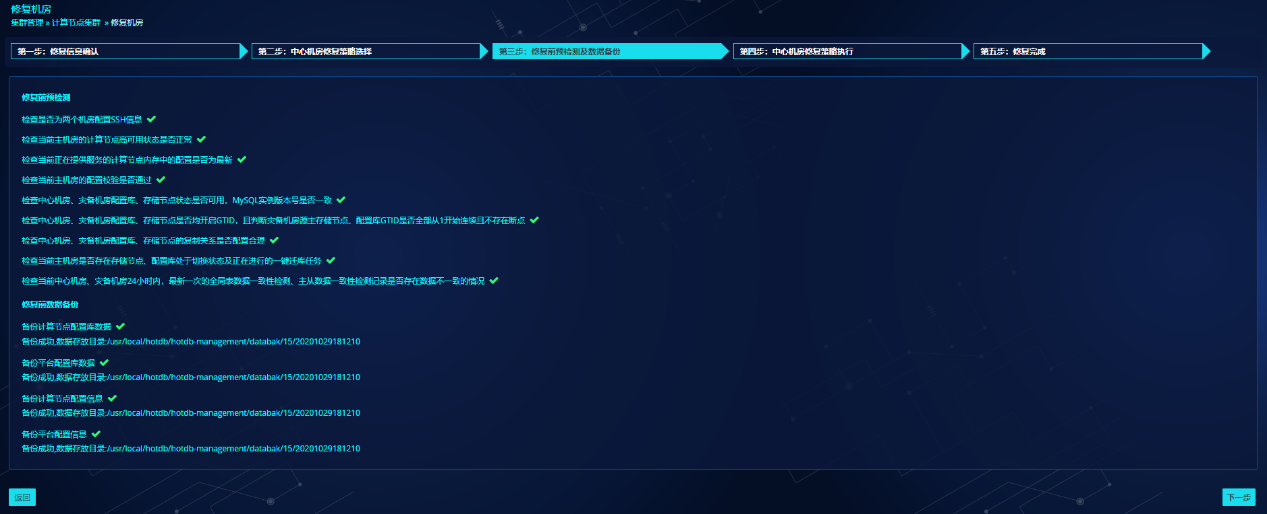 修复机房
集群管理 » 计算节点集群 » 修复机房
第一步：修复信息确认
第二步：中心机房修复策略选择
第三步：修复前预检测及数据备份
第四步：中心机房修复策略执行
第五步：修复完成
修复前预检测
检查是否为两个机房配置SSH信息
检查当前主机房的计算节点高可用状态是否正常
检查当前正在提供服务的计算节点内存中的配置是否为最新
检查当前主机房的配置校验是否通过
检查中心机房、灾备机房配置库、存储节点状态是否可用，MySQL实例版本号是否一致
检查中心机房、灾备机房配置库、存储节点是否均开启GTID，且判断灾备机房源主存储节点、配置库GTID是否全部从1开始连续且不存在断点
检查中心机房、灾备机房配置库、存储节点的复制关系是否配置合理
检查当前主机房是否存在存储节点、配置库处于切换状态及正在进行的一键迁库任务
检查当前中心机房、灾备机房24小时内，最新一次的全局表数据一致性检测、主从数据一致性检测记录是否存在数据不一致的情况
修复前数据备份
备份计算节点配置库数据
备份成功,数据存放目录:/usr/local/hotdb/hotdb-management/databak/15/20201029181210
备份平台配置库数据
备份成功,数据存放目录:/usr/local/hotdb/hotdb-management/databak/15/20201029181210
备份计算节点配置信息
备份成功,数据存放目录:/usr/local/hotdb/hotdb-management/databak/15/20201029181210
备份平台配置信息
备份成功,数据存放目录:/usr/local/hotdb/hotdb-management/databak/15/20201029181210
返回
下一步